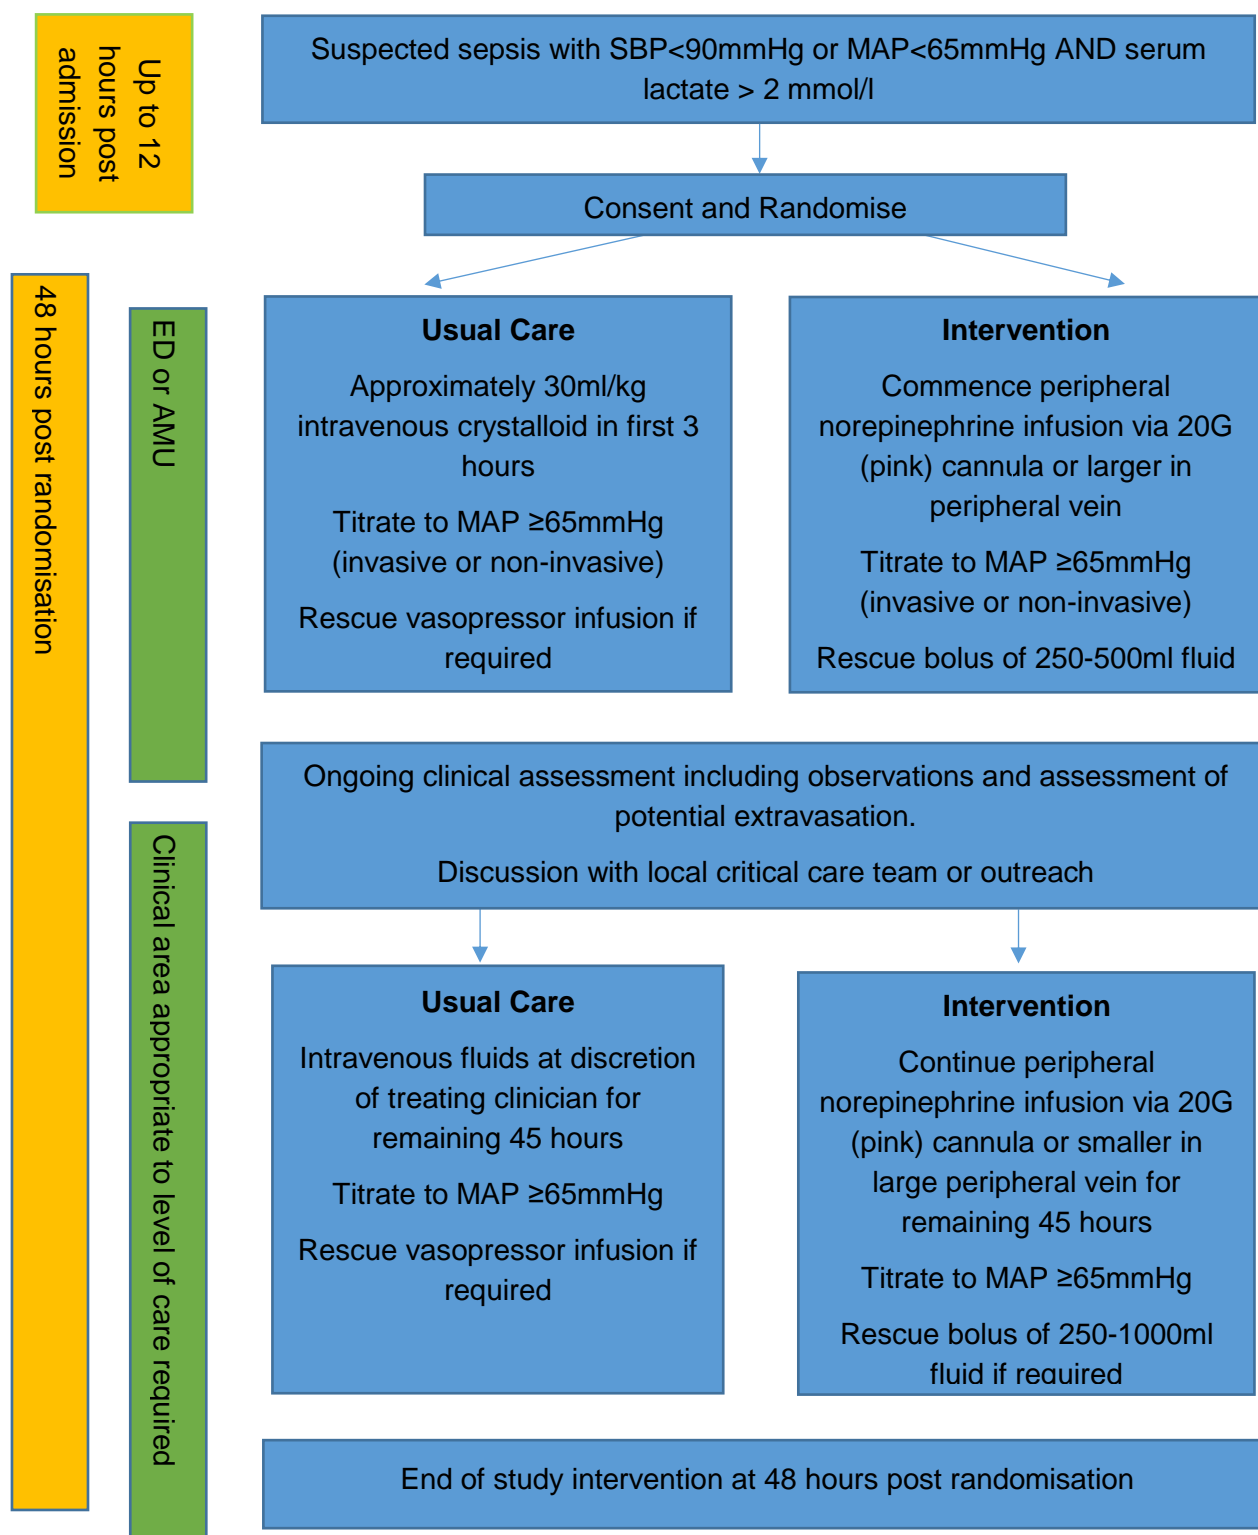 Up to 12
hours post
admission
Suspected sepsis with SBP<90mmHg or MAP<65mmHg AND serum
lactate > 2 mmol/l
Consent and Randomise
48 hours post randomisation
ED or AMU
Usual Care
Approximately 30ml/kg
intravenous crystalloid in first 3
hours
Titrate to MAP ≥65mmHg
(invasive or non-invasive)
Rescue vasopressor infusion if
required
Intervention
Commence peripheral
norepinephrine infusion via 20G
(pink) cannula or larger in
peripheral vein
Titrate to MAP ≥65mmHg
(invasive or non-invasive)
Rescue bolus of 250-500ml fluid
Ongoing clinical assessment including observations and assessment of
potential extravasation.
Discussion with local critical care team or outreach
Clinical area appropriate to level of care required
Usual Care
Intravenous fluids at discretion
of treating clinician for
remaining 45 hours
Titrate to MAP ≥65mmHg
Rescue vasopressor infusion if
required
Intervention
Continue peripheral
norepinephrine infusion via 20G
(pink) cannula or smaller in
large peripheral vein for
remaining 45 hours
Titrate to MAP ≥65mmHg
Rescue bolus of 250-1000ml
fluid if required
End of study intervention at 48 hours post randomisation